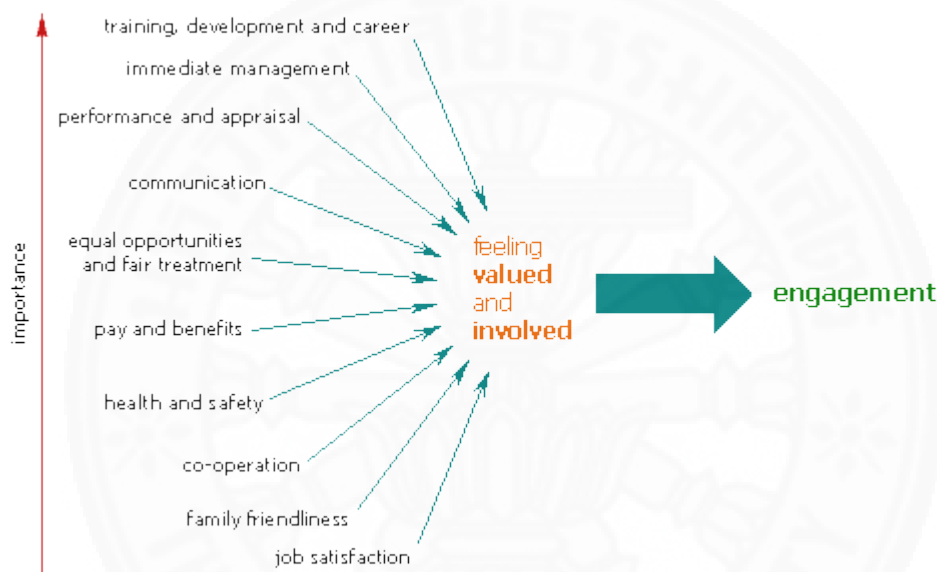 training, development and career
immediate management
performance and appraisal
communication
equal opportunities
and fair treatment
pay and benefits
health and safety
co-operation
family friendliness
job satisfaction
importance
feeling
valued
and
involved
engagement